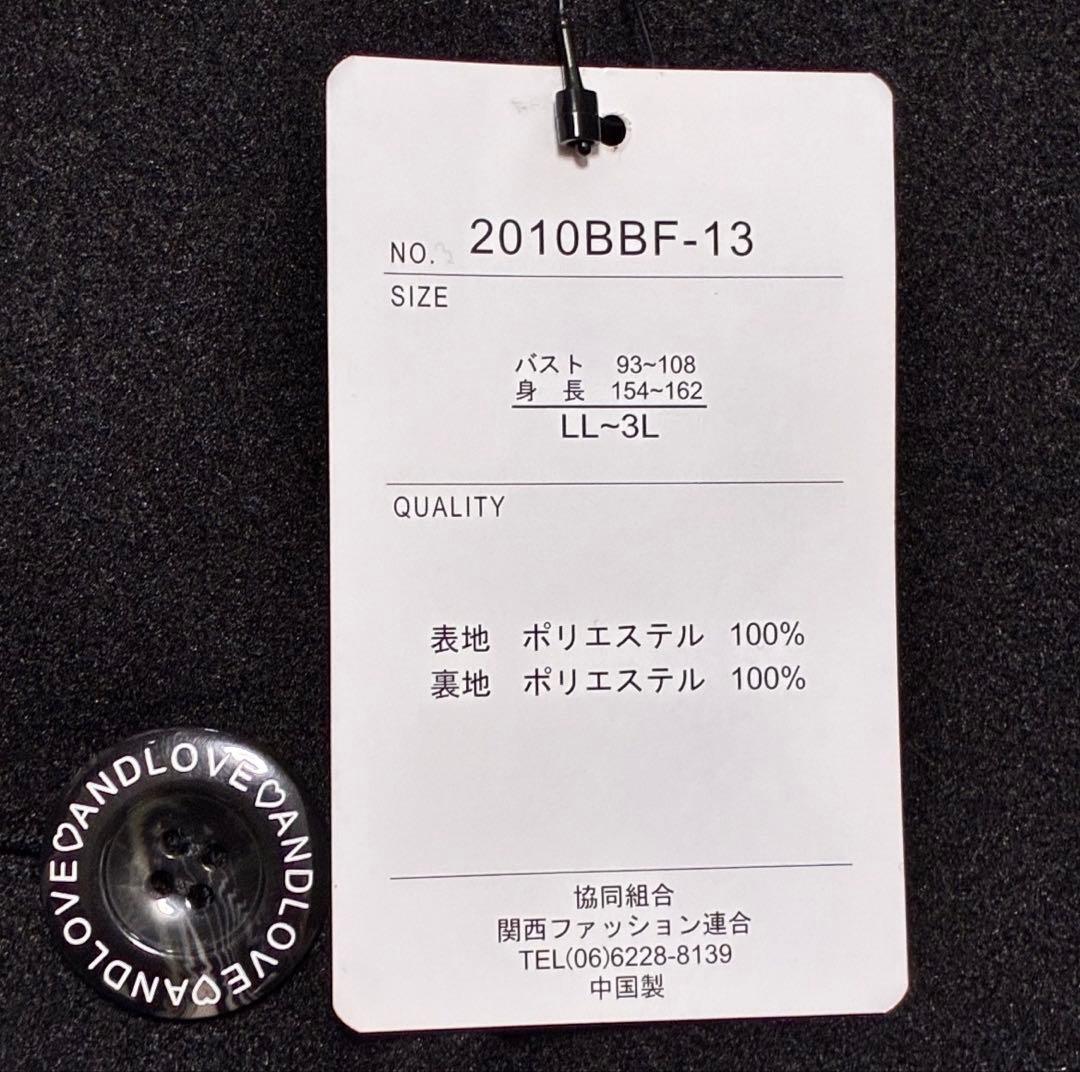 NO. 2010BBF-13
SIZE
バスト 93~108
身 長 154~162
LL~3L
QUALITY
表地 ポリエステル 100%
裏地 ポリエステル 100%
協同組合
関西ファッション連合
TEL(06)6228-8139
中国製
ANDLOVE♡ANDLOVE♡ANDLOVE♡